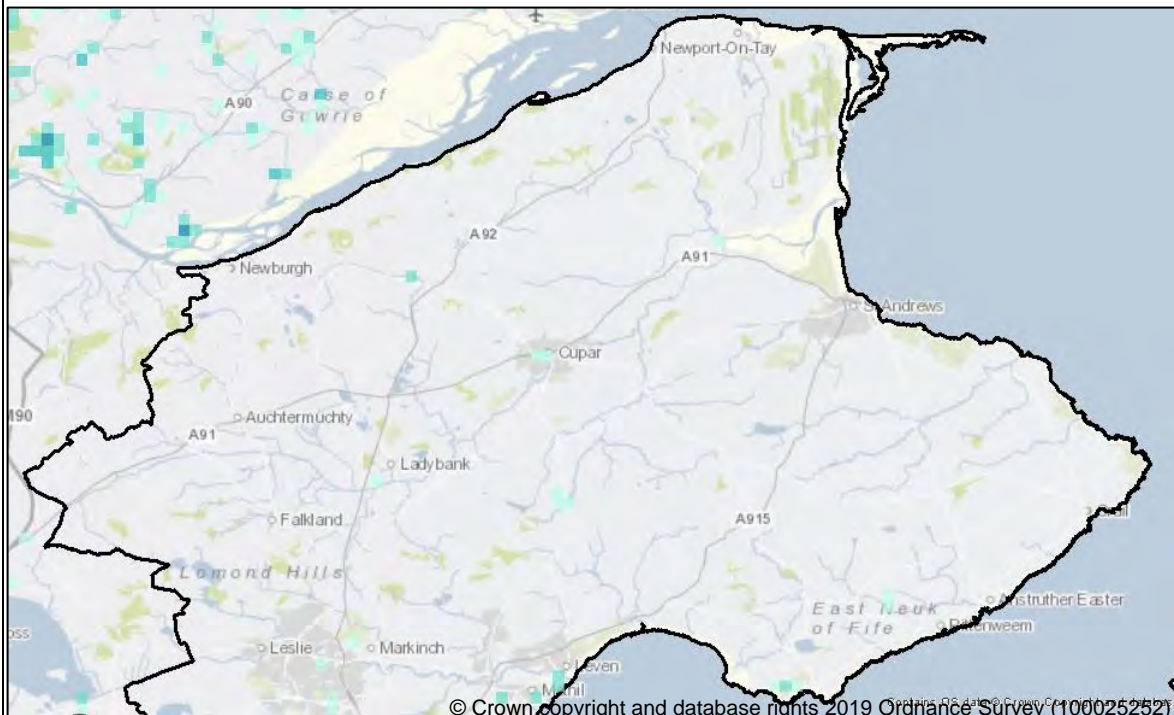 Newport-On-Tay
A90
Carse of
Gowrie
A92
A91
Newburgh
St Andrews
Cupar
Auchtermuchty
A91
Ladybank
Falkland
A915
Lomond Hills
East Neuk
of Fife
Anstruther Easter
Pittenweem
Leslie
Markinch
Leven
Methil
© Crown copyright and database rights 2019 Ordnance Survey (100025252)